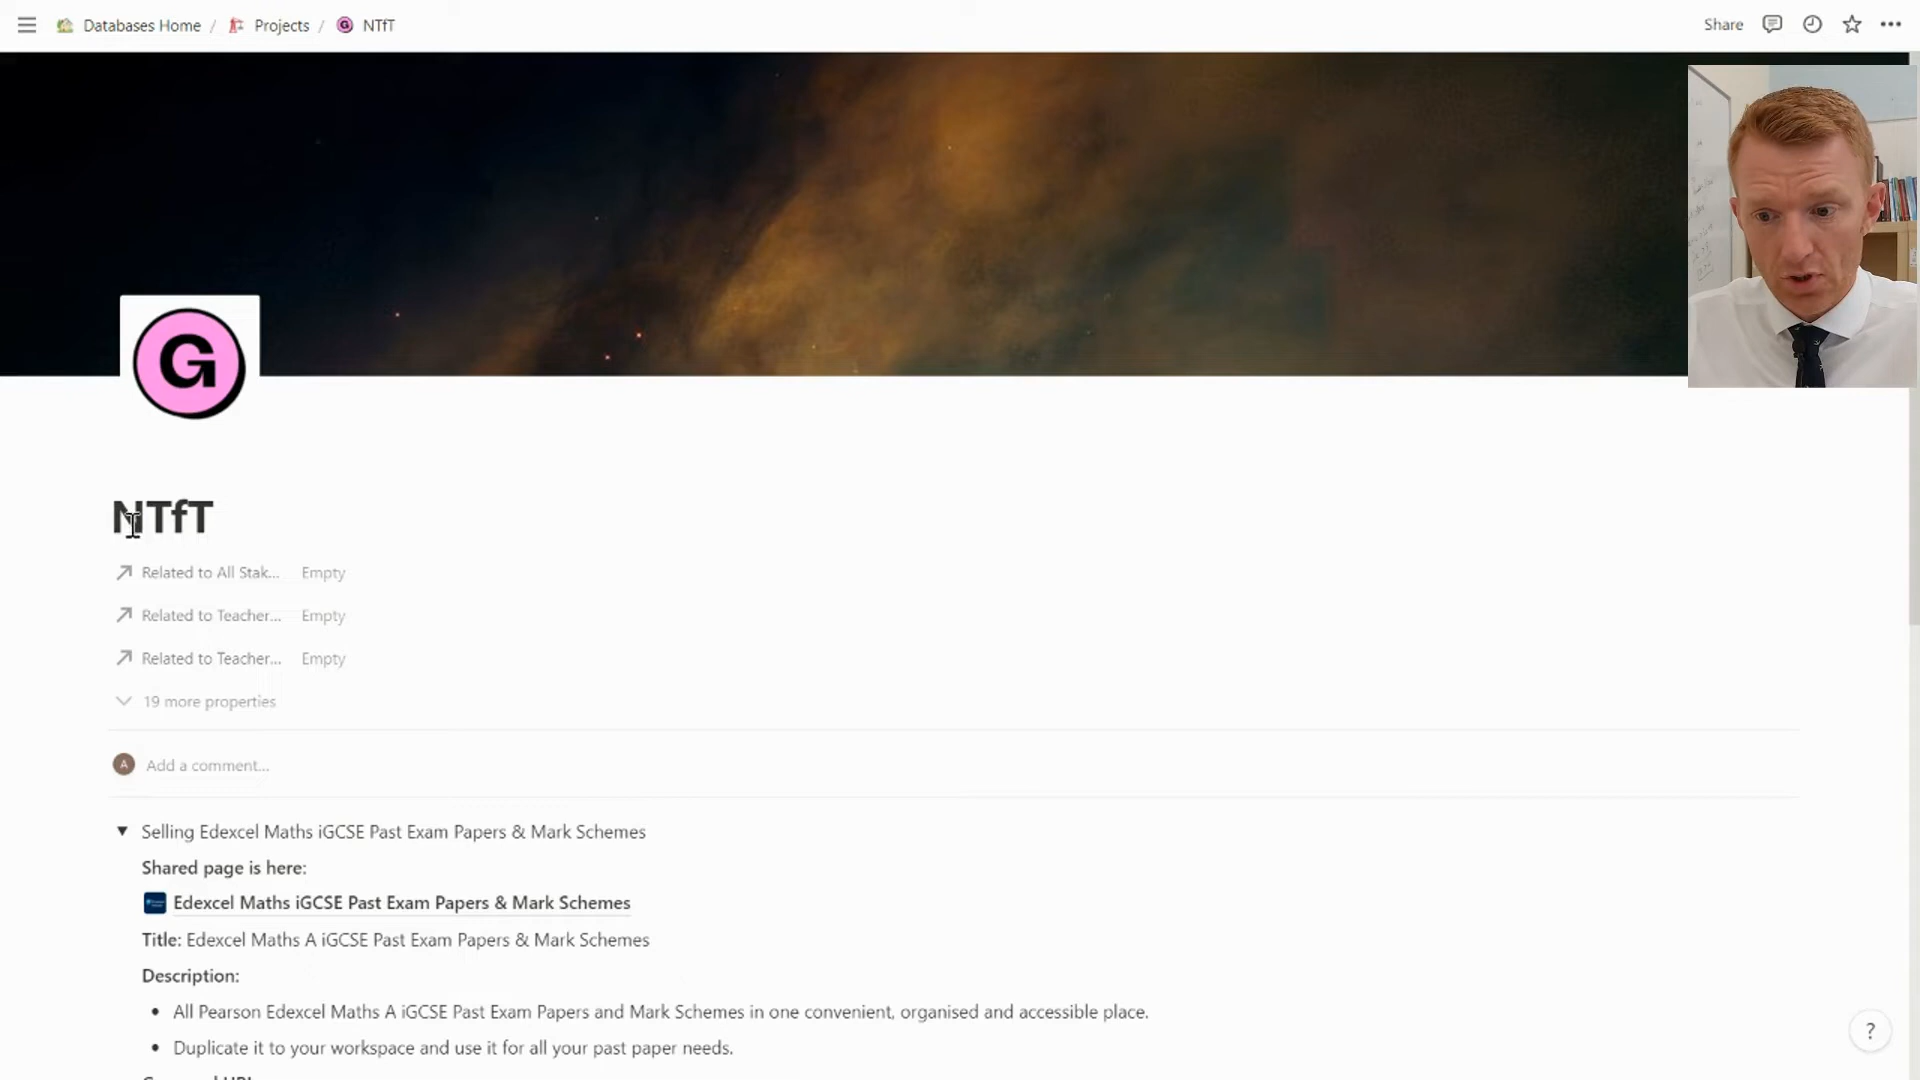 Databases Home / Projects / NTfT
Share
G
NTfT
Related to All Stak... Empty
Related to Teacher... Empty
Related to Teacher... Empty
19 more properties
A Add a comment...
Selling Edexcel Maths iGCSE Past Exam Papers & Mark Schemes
Shared page is here:
Edexcel Maths iGCSE Past Exam Papers & Mark Schemes
Title: Edexcel Maths A iGCSE Past Exam Papers & Mark Schemes
Description:
• All Pearson Edexcel Maths A iGCSE Past Exam Papers and Mark Schemes in one convenient, organised and accessible place.
• Duplicate it to your workspace and use it for all your past paper needs.
?